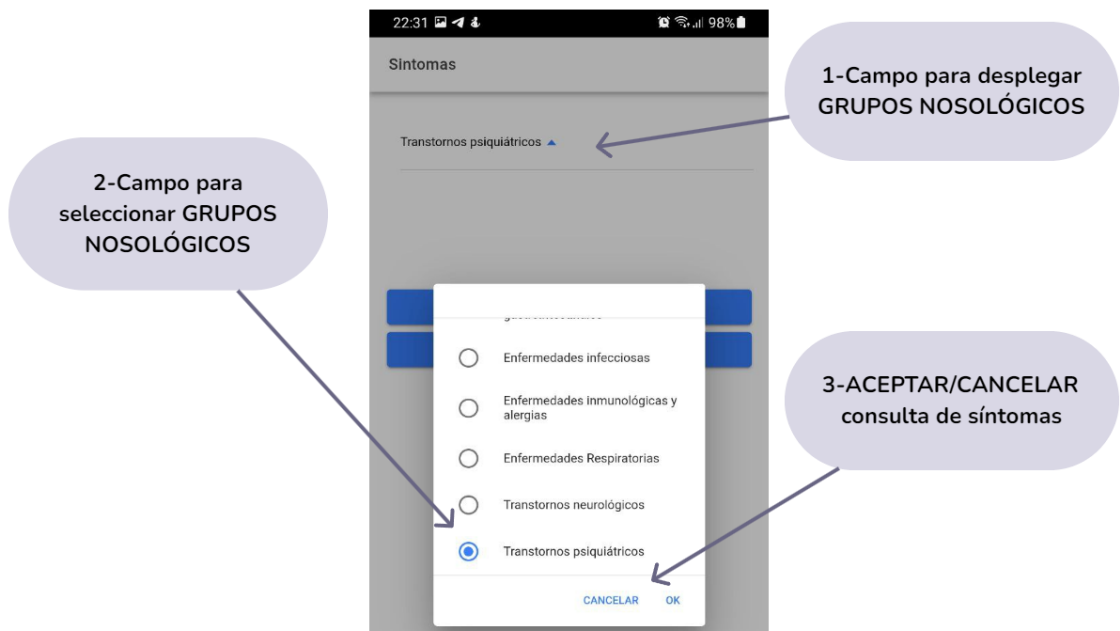 22:31
98%
Sintomas
1-Campo para desplegar
GRUPOS NOSOLÓGICOS
Transtornos psiquiátricos
2-Campo para
seleccionar GRUPOS
NOSOLÓGICOS
Enfermedades infecciosas
Enfermedades inmunológicas y
alergias
Enfermedades Respiratorias
Transtornos neurológicos
Transtornos psiquiátricos
3-ACEPTAR/CANCELAR
consulta de síntomas
CANCELAR
OK